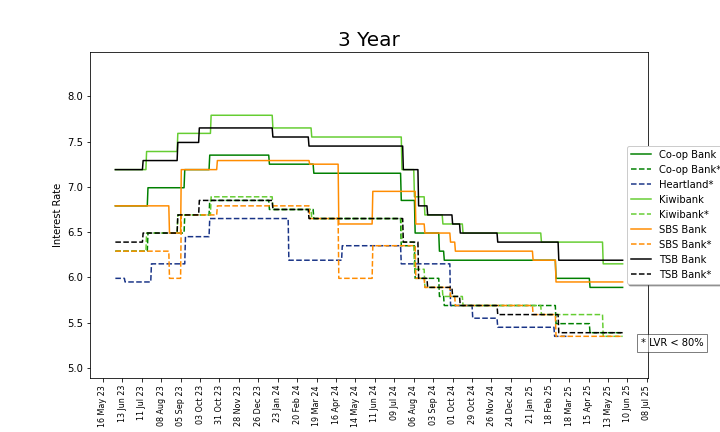 3 Year
Interest Rate
8.0
7.5
7.0
6.5
6.0
5.5
5.0
Co-op Bank
Co-op Bank*
Heartland*
Kiwibank
Kiwibank*
SBS Bank
SBS Bank*
TSB Bank
TSB Bank*
* LVR < 80%
16 May 23
13 Jun 23
11 Jul 23
08 Aug 23
05 Sep 23
03 Oct 23
31 Oct 23
28 Nov 23
26 Dec 23
23 Jan 24
20 Feb 24
19 Mar 24
16 Apr 24
14 May 24
11 Jun 24
09 Jul 24
06 Aug 24
03 Sep 24
01 Oct 24
29 Oct 24
26 Nov 24
24 Dec 24
21 Jan 25
18 Feb 25
18 Mar 25
15 Apr 25
13 May 25
10 Jun 25
08 Jul 25